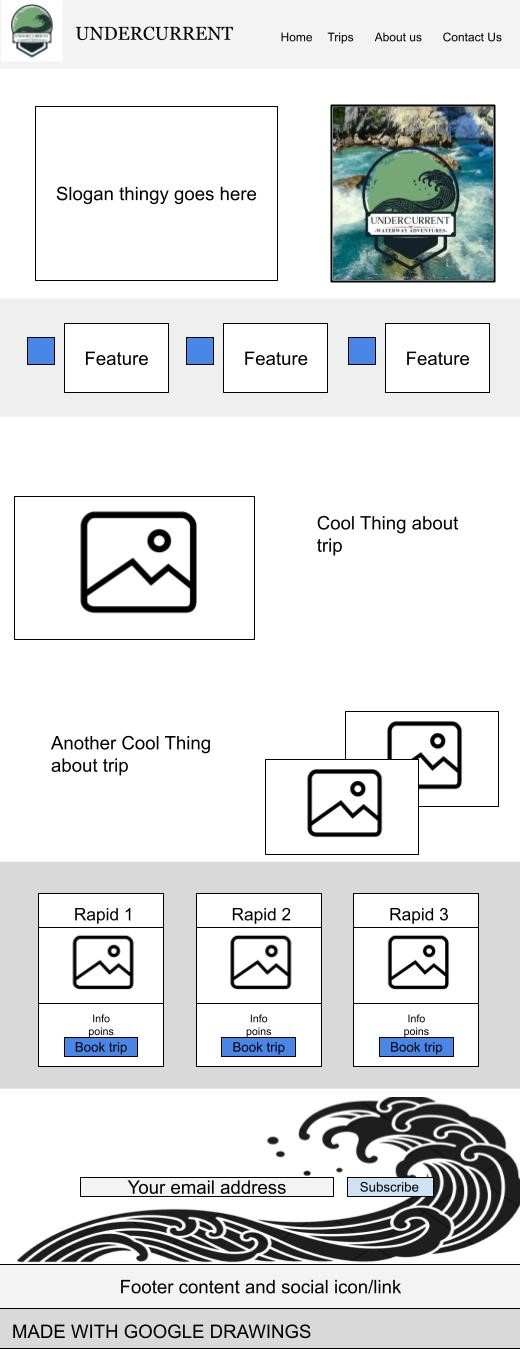 UNDERCURRENT
Home Trips About us Contact Us
Slogan thingy goes here
UNDERCURRENT
WATERWAY ADVENTURES
Feature
Feature
Feature
Cool Thing about
trip
Another Cool Thing
about trip
Rapid 1
Rapid 2
Rapid 3
Info
poins
Book trip
Info
poins
Book trip
Info
poins
Book trip
Your email address
Subscribe
Footer content and social icon/link
MADE WITH GOOGLE DRAWINGS